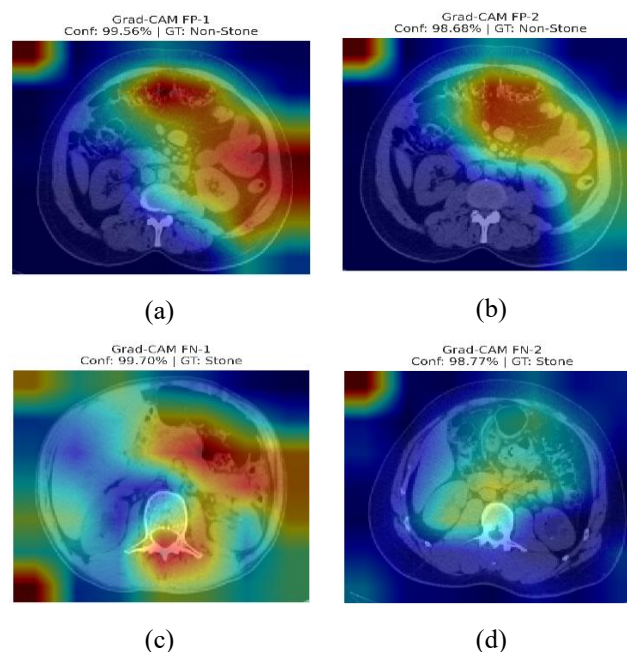 Grad-CAM FP-1
Conf: 99.56% | GT: Non-Stone
Grad-CAM FP-2
Conf: 98.68% | GT: Non-Stone
(a)
(b)
Grad-CAM FN-1
Conf: 99.70% | GT: Stone
Grad-CAM FN-2
Conf: 98.77% | GT: Stone
(c)
(d)